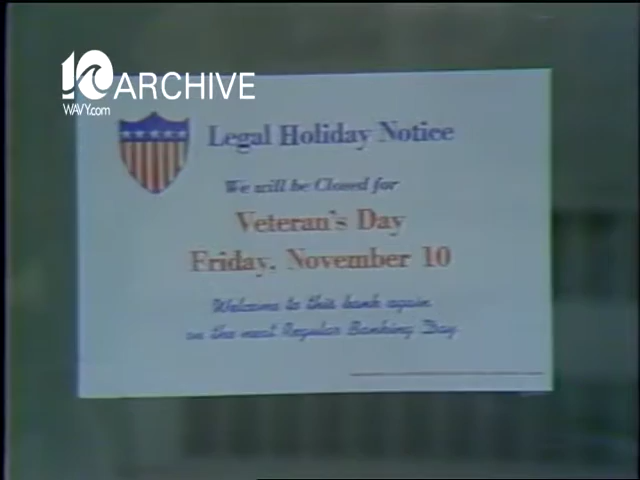 10 ARCHIVE
WAVY.com
Legal Holiday Notice
We will be Closed for
Veteran's Day
Friday, November 10
Welcome to this bank again
on the next Regular Banking Day